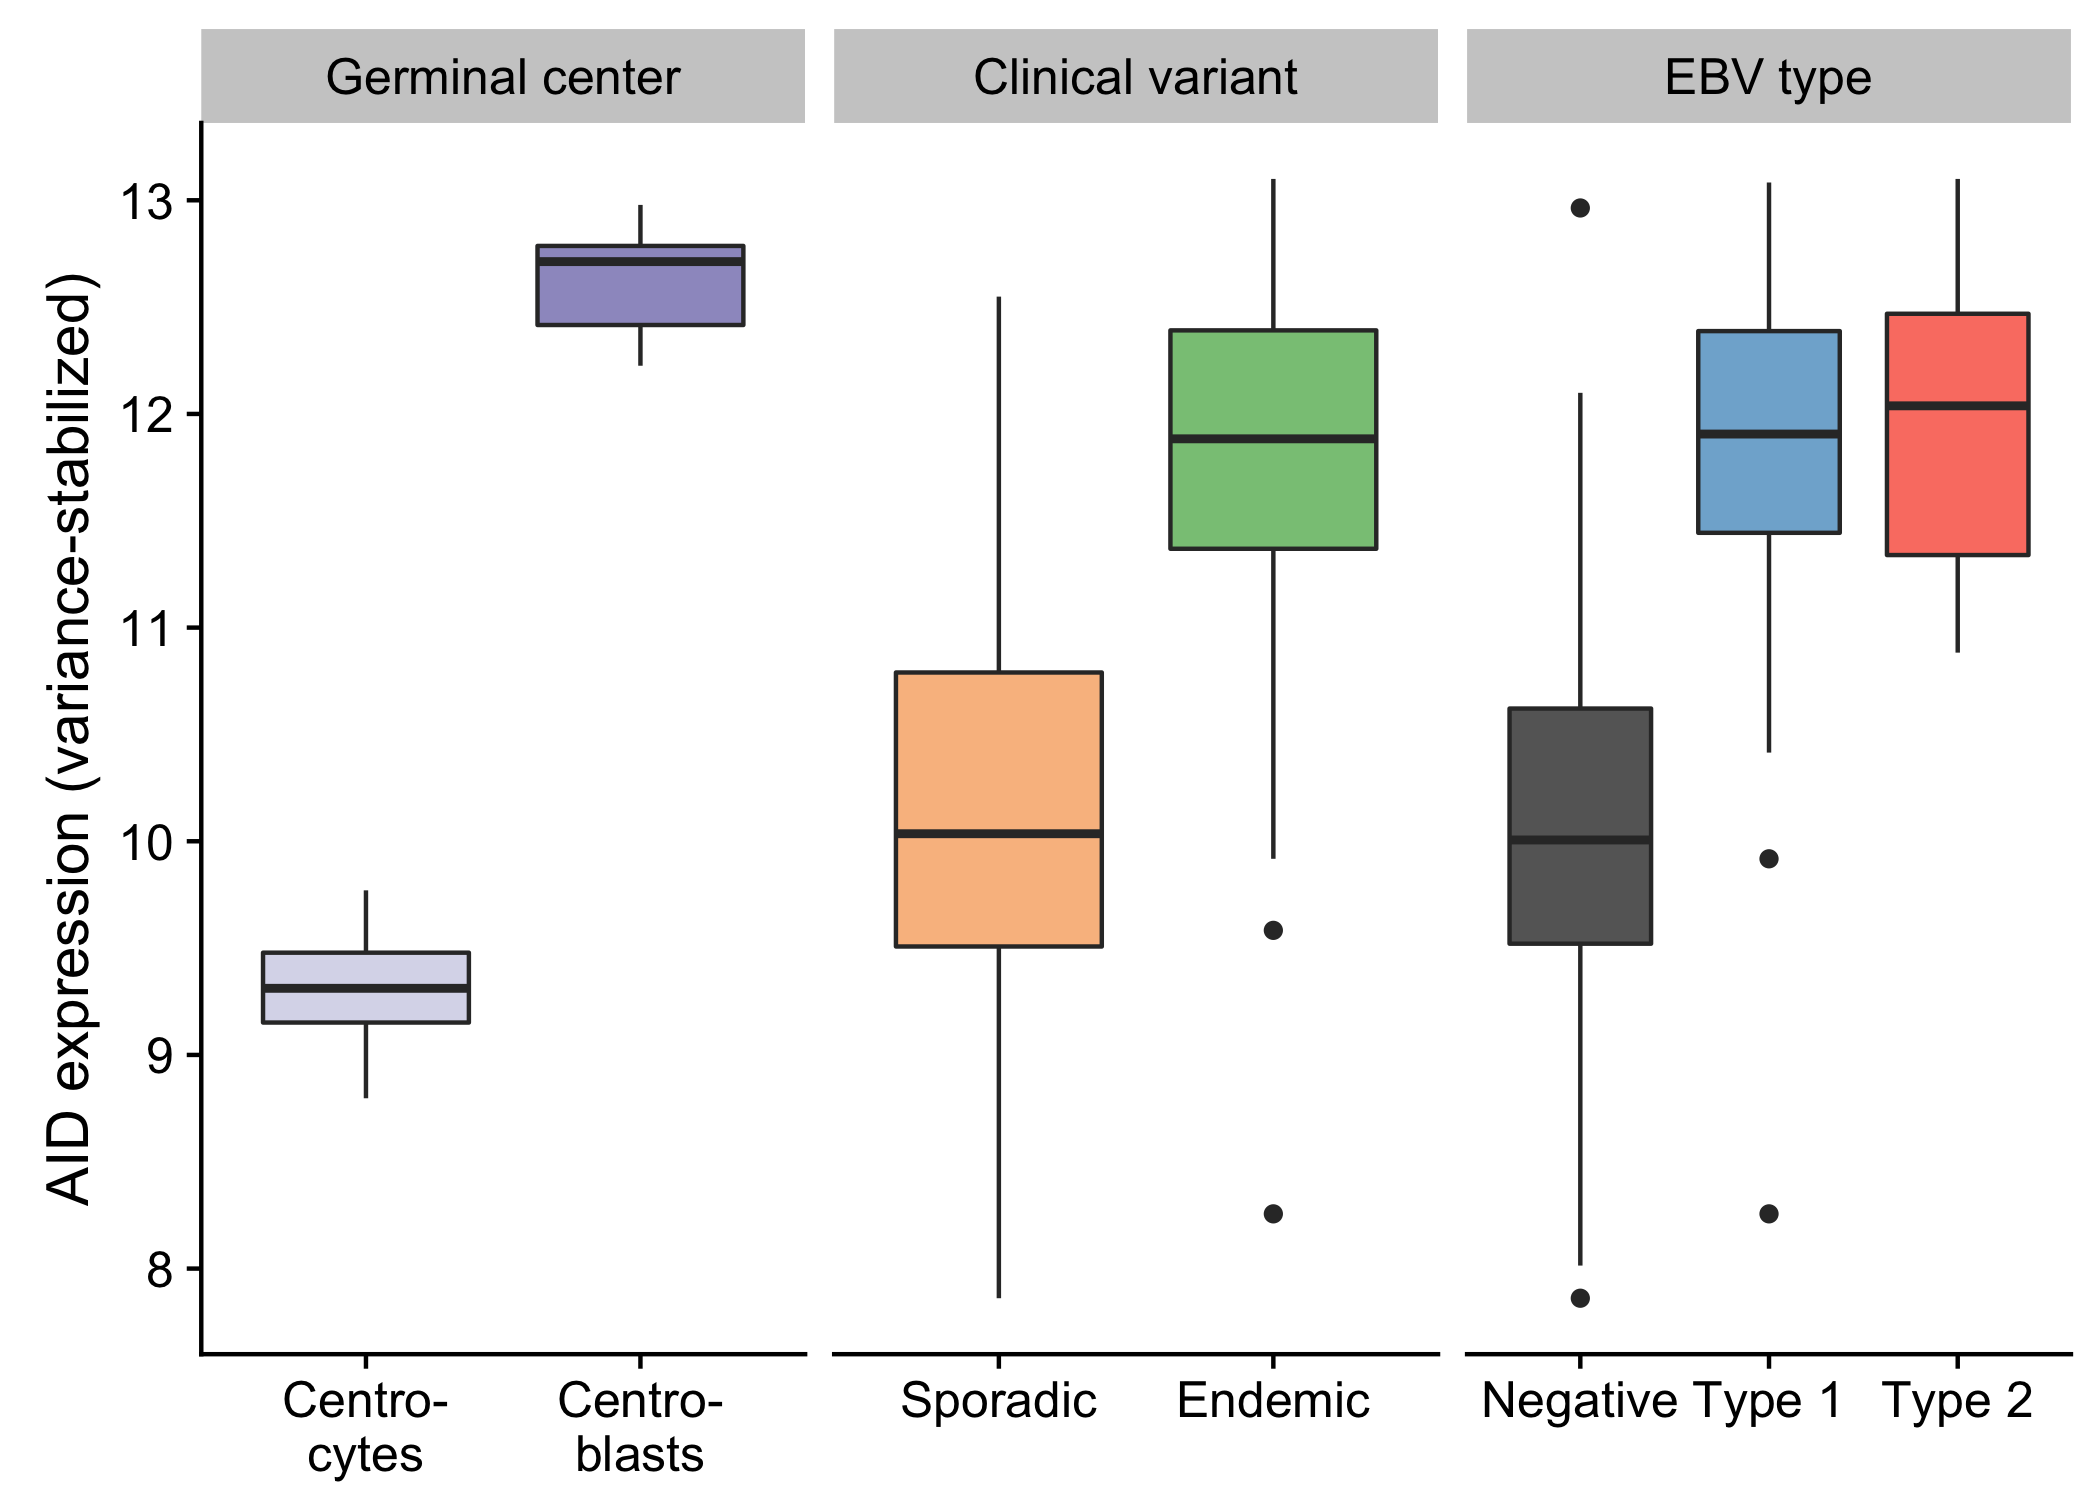 Germinal center
Clinical variant
EBV type
AID expression (variance-stabilized)
13
12
11
10
9
8
Centro-
cytes
Centro-
blasts
Sporadic
Endemic
Negative
Type 1
Type 2